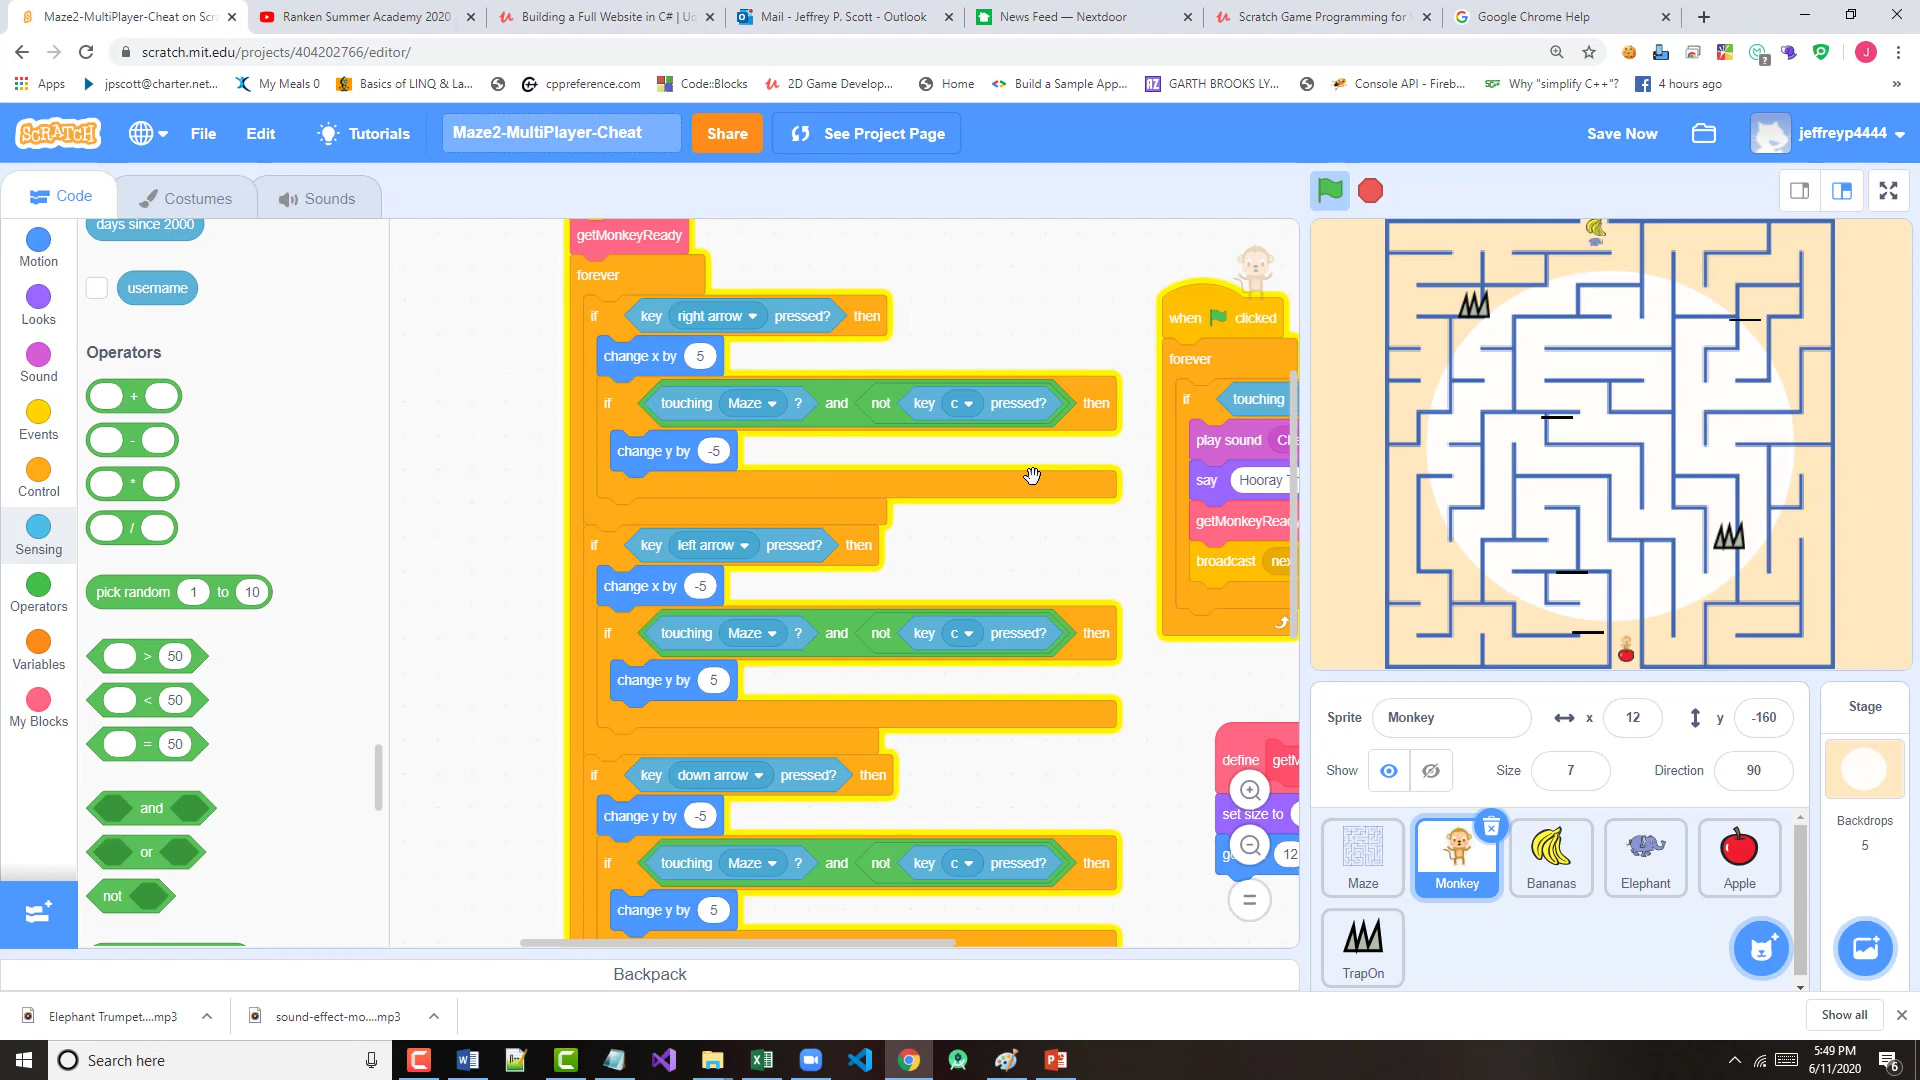 Maze2-MultiPlayer-Cheat on Scr
Ranken Summer Academy 2020
Building a Full Website in C# | Uc
Mail - Jeffrey P. Scott - Outlook
News Feed — Nextdoor
Scratch Game Programming for
Google Chrome Help
scratch.mit.edu/projects/404202766/editor/
J
Apps
jpscott@charter.net...
My Meals 0
Basics of LINQ & La...
cppreference.com
Code::Blocks
2D Game Develop...
Home
Build a Sample App...
GARTH BROOKS LY...
Console API - Fireb...
Why "simplify C++"?
4 hours ago
»
SCRATCH
File
Edit
Tutorials
Maze2-MultiPlayer-Cheat
Share
See Project Page
Save Now
jeffreyp4444
Code
Costumes
Sounds
Motion
Looks
Sound
Events
Control
Sensing
Operators
Variables
My Blocks
days since 2000
username
Operators
+
-
*
/
pick random 1 to 10
> 50
< 50
= 50
and
or
not
getMonkeyReady
forever
if key right arrow pressed? then
change x by 5
if touching Maze ? and not key c pressed? then
change y by -5
if key left arrow pressed? then
change x by -5
if touching Maze ? and not key c pressed? then
change y by 5
if key down arrow pressed? then
change y by -5
if touching Maze ? and not key c pressed? then
change y by 5
when clicked
forever
if touching
play sound
say Hooray
getMonkeyRea
broadcast nex
define getM
set size to
12
Backpack
Sprite
Monkey
x
12
y
-160
Show
Size
7
Direction
90
Maze
Monkey
Bananas
Elephant
Apple
TrapOn
Stage
Backdrops
5
Elephant Trumpet....mp3
sound-effect-mo....mp3
Show all
Search here
5:49 PM
6/11/2020
6